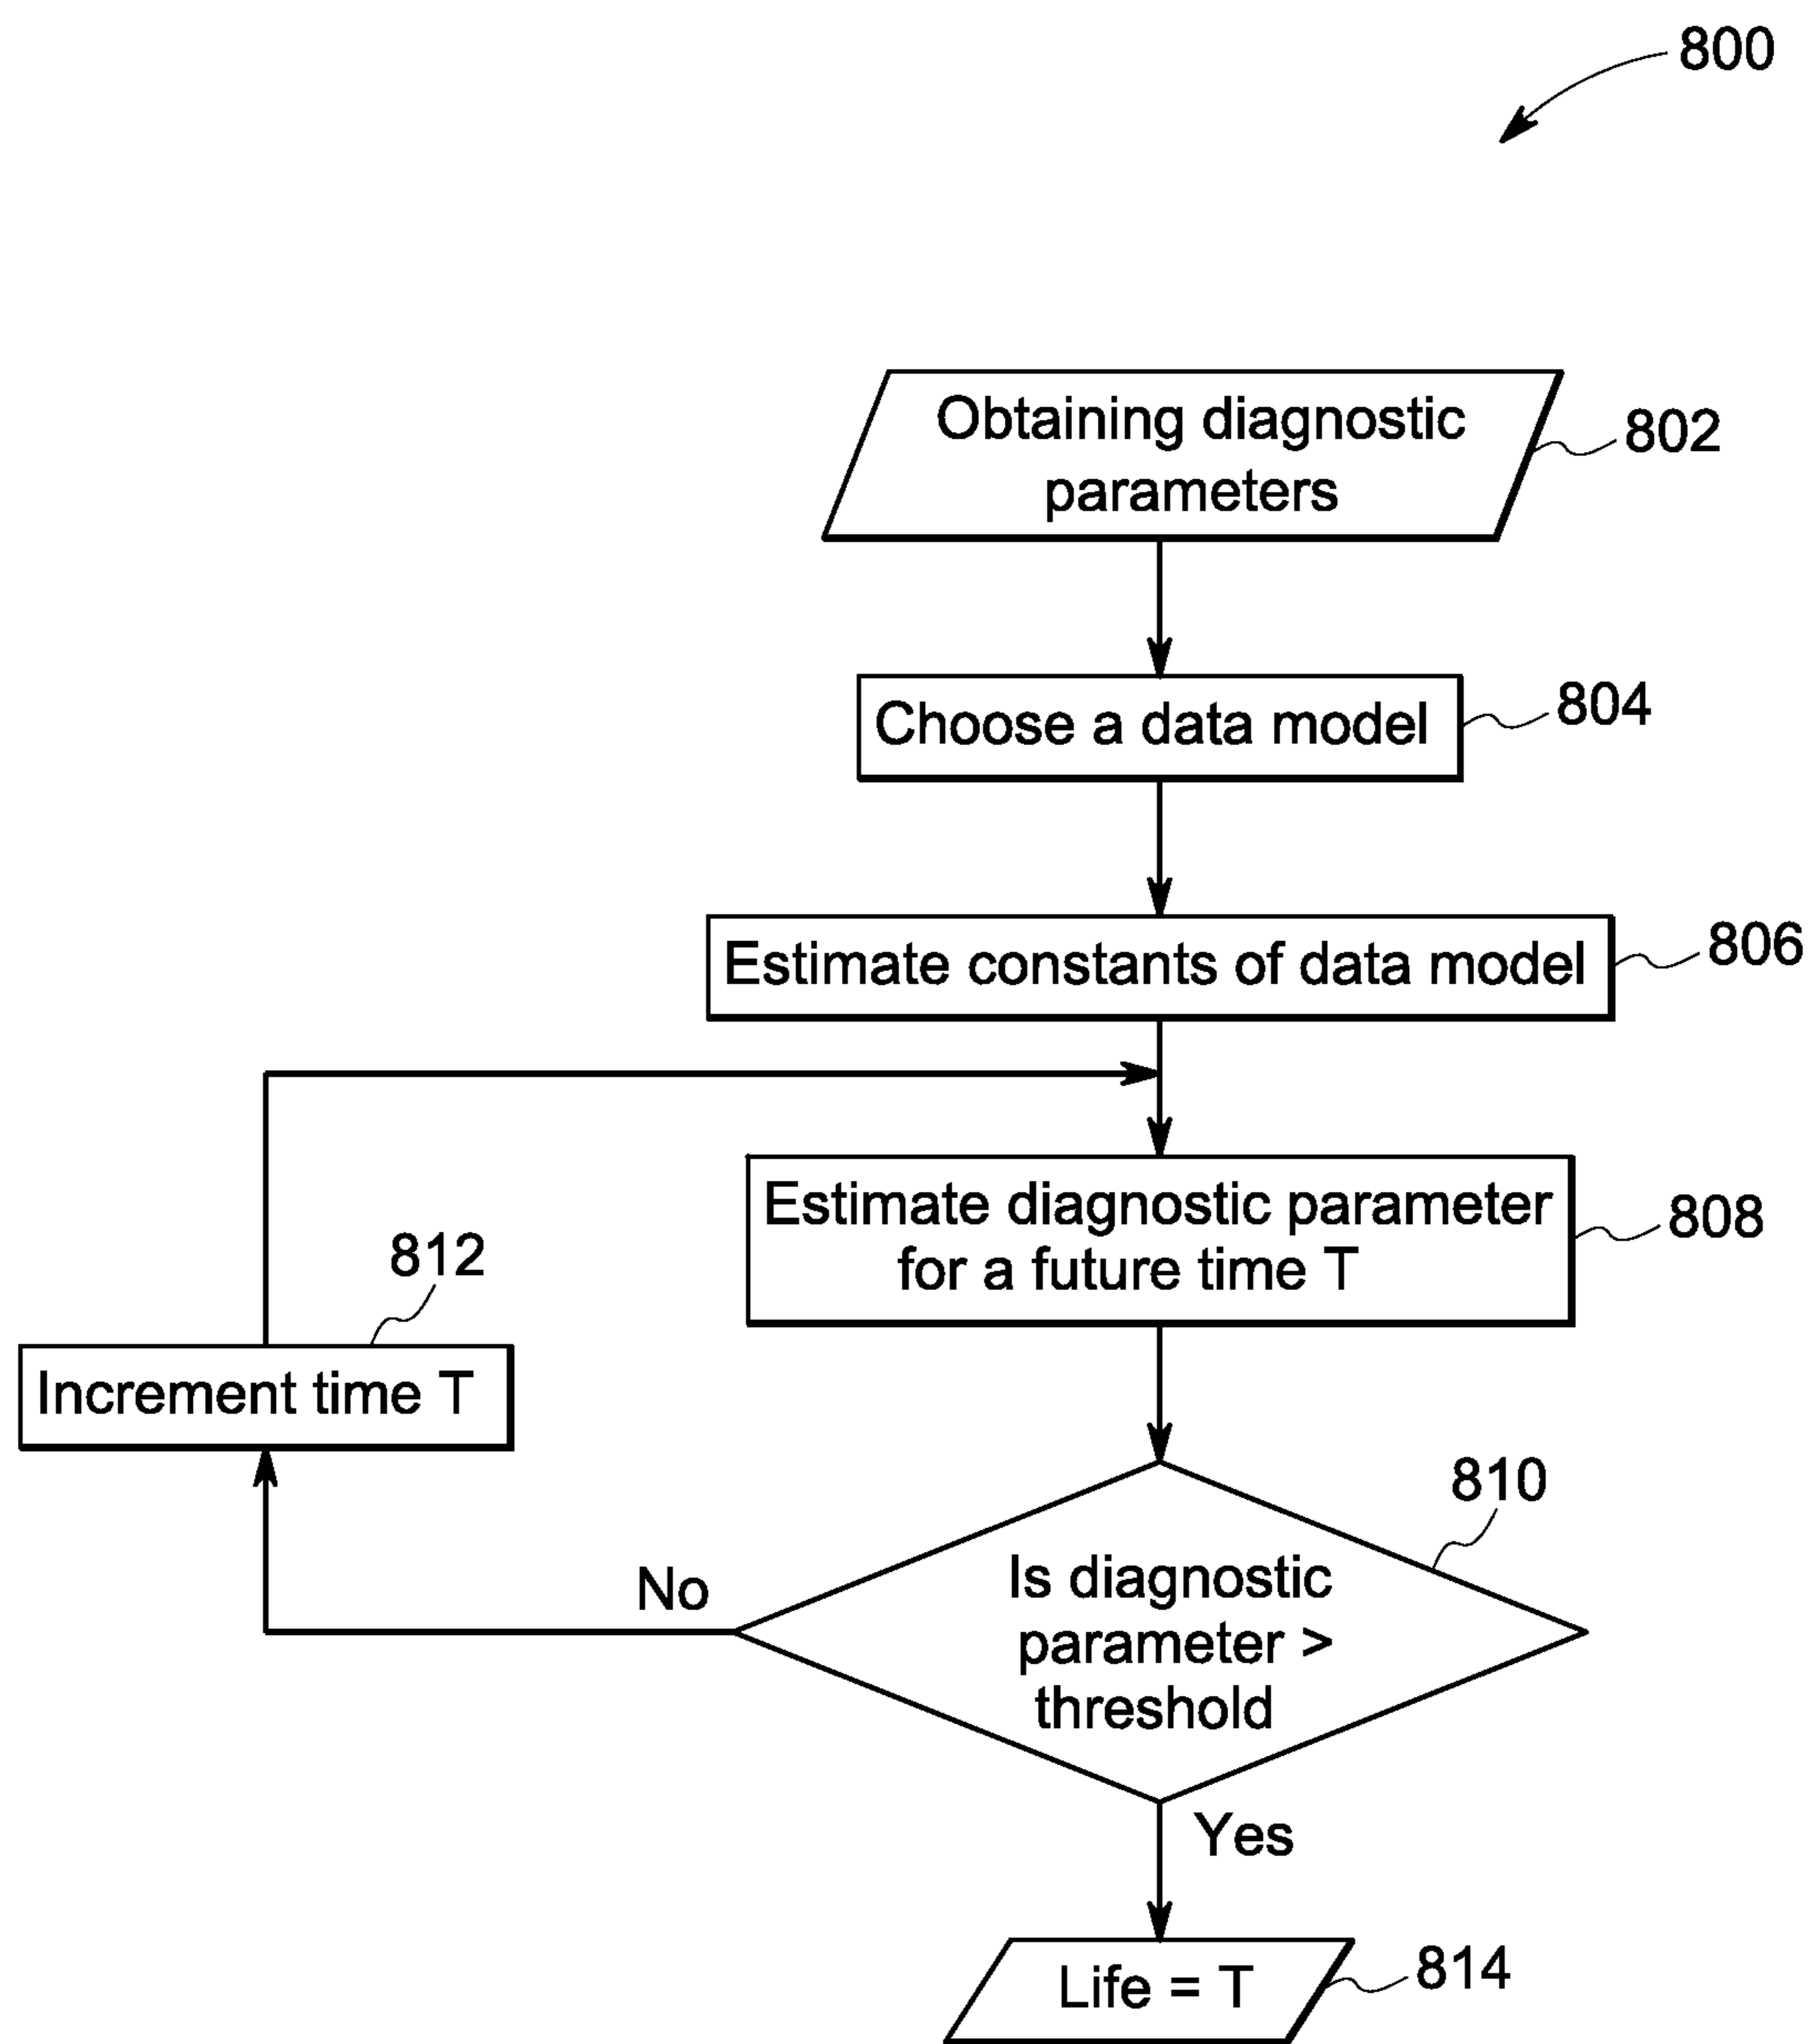 800
Obtaining diagnostic
parameters
802
Choose a data model
804
Estimate constants of data model
806
Estimate diagnostic parameter
for a future time T
808
812
Increment time T
810
Is diagnostic
parameter >
threshold
No
Yes
Life = T
814